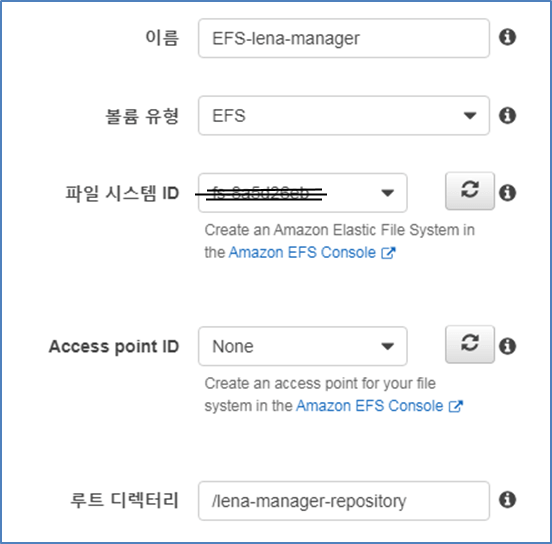 이름
EFS-lena-manager
볼륨 유형
EFS
파일 시스템 ID
Create an Amazon Elastic File System in
the Amazon EFS Console
Access point ID
None
Create an access point for your file
system in the Amazon EFS Console
루트 디렉터리
/lena-manager-repository